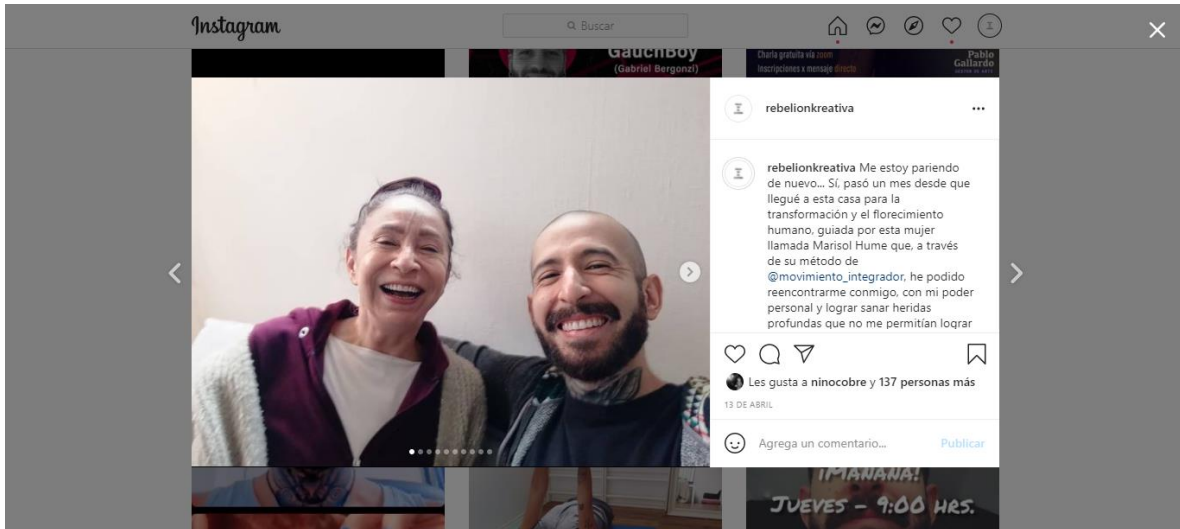 Instagram
Buscar
GauchBoy
(Gabriel Bergonzi)
Charla gratuita vía zoom
Inscripciones x mensaje directo
Pablo
Gallardo
rebelionkreativa
rebelionkreativa Me estoy pariendo
de nuevo... Sí, pasó un mes desde que
llegué a esta casa para la
transformación y el florecimiento
humano, guiada por esta mujer
llamada Marisol Hume que, a través
de su método de
@movimiento_integrador, he podido
reencontrarme conmigo, con mi poder
personal y lograr sanar heridas
profundas que no me permitían lograr
Les gusta a ninocobre y 137 personas más
13 DE ABRIL
Agrega un comentario...
Publicar
¡MAÑANA!
JUEVES - 9:00 HRS.